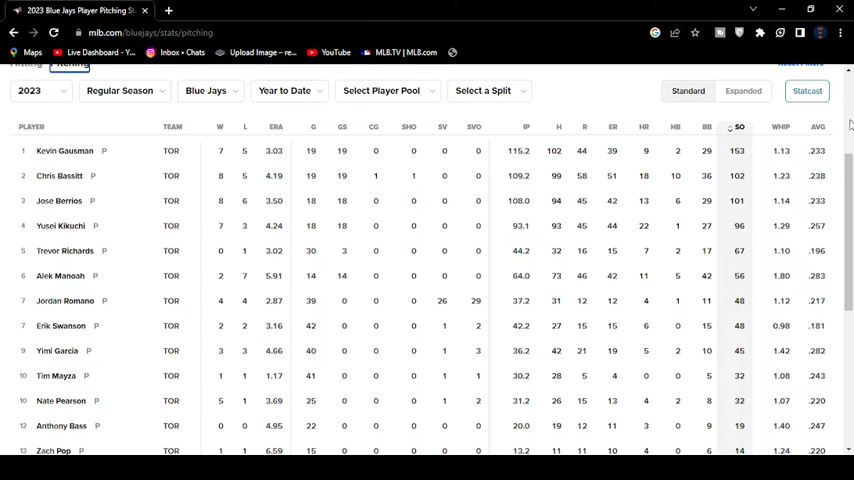 2023 Blue Jays Player Pitching St
mlb.com/bluejays/stats/pitching
Maps Live Dashboard - Y... Inbox • Chats Upload Image – re... YouTube MLB.TV | MLB.com
Hitting Pitching Reset Filters
2023 Regular Season Blue Jays Year to Date Select Player Pool Select a Split Standard Expanded Statcast
PLAYER TEAM W L ERA G GS CG SHO SV SVO IP H R ER HR HB BB SO WHIP AVG
1 Kevin Gausman P TOR 7 5 3.03 19 19 0 0 0 0 115.2 102 44 39 9 2 29 153 1.13 .233
2 Chris Bassitt P TOR 8 5 4.19 19 19 1 1 0 0 109.2 99 58 51 18 10 36 102 1.23 .238
3 Jose Berrios P TOR 8 6 3.50 18 18 0 0 0 0 108.0 94 45 42 13 6 29 101 1.14 .233
4 Yusei Kikuchi P TOR 7 3 4.24 18 18 0 0 0 0 93.1 93 45 44 22 1 27 96 1.29 .257
5 Trevor Richards P TOR 0 1 3.02 30 3 0 0 0 0 44.2 32 16 15 7 2 17 67 1.10 .196
6 Alek Manoah P TOR 2 7 5.91 14 14 0 0 0 0 64.0 73 46 42 11 5 42 56 1.80 .283
7 Jordan Romano P TOR 4 4 2.87 39 0 0 0 26 29 37.2 31 12 12 4 1 11 48 1.12 .217
7 Erik Swanson P TOR 2 2 3.16 42 0 0 0 1 2 42.2 27 15 15 6 0 15 48 0.98 .181
9 Yimi Garcia P TOR 3 3 4.66 40 0 0 0 1 3 36.2 42 21 19 5 2 10 45 1.42 .282
10 Tim Mayza P TOR 1 1 1.17 41 0 0 0 1 1 30.2 28 5 4 0 0 5 32 1.08 .243
10 Nate Pearson P TOR 5 1 3.69 25 0 0 0 1 2 31.2 26 15 13 4 2 8 32 1.07 .220
12 Anthony Bass P TOR 0 0 4.95 22 0 0 0 0 0 20.0 19 12 11 3 0 9 19 1.40 .247
13 Zach Pop P TOR 1 1 6.59 15 0 0 0 0 0 13.2 11 11 10 4 0 6 14 1.24 .220